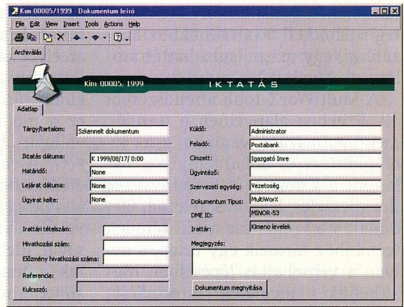 Kim 00005/1999 - Dokumentum leíró
File Edit View Insert Tools Actions Help
Archiválás
Kim 00005, 1999
IKTATÁS
Adatlap
Tárgy/tartalom: Szkennelt dokumentum
Iktatás dátuma: K 1999/08/17/ 0:00
Határidő: None
Lejárat dátuma: None
Ügyirat kelte: None
Irattári tételszám:
Hivatkozási szám:
Előzmény hivatkozási száma:
Referencia:
Kulcsszó:
Küldő: Administrator
Feladó: Postabank
Címzett: Igazgató Imre
Ügyintéző:
Szervezeti egység: Vezetoség
Dokumentum Típus: MultiWorX
DME ID: MINOR-53
Irattár: Kimeno levelek
Megjegyzés:
Dokumentum megnyitása